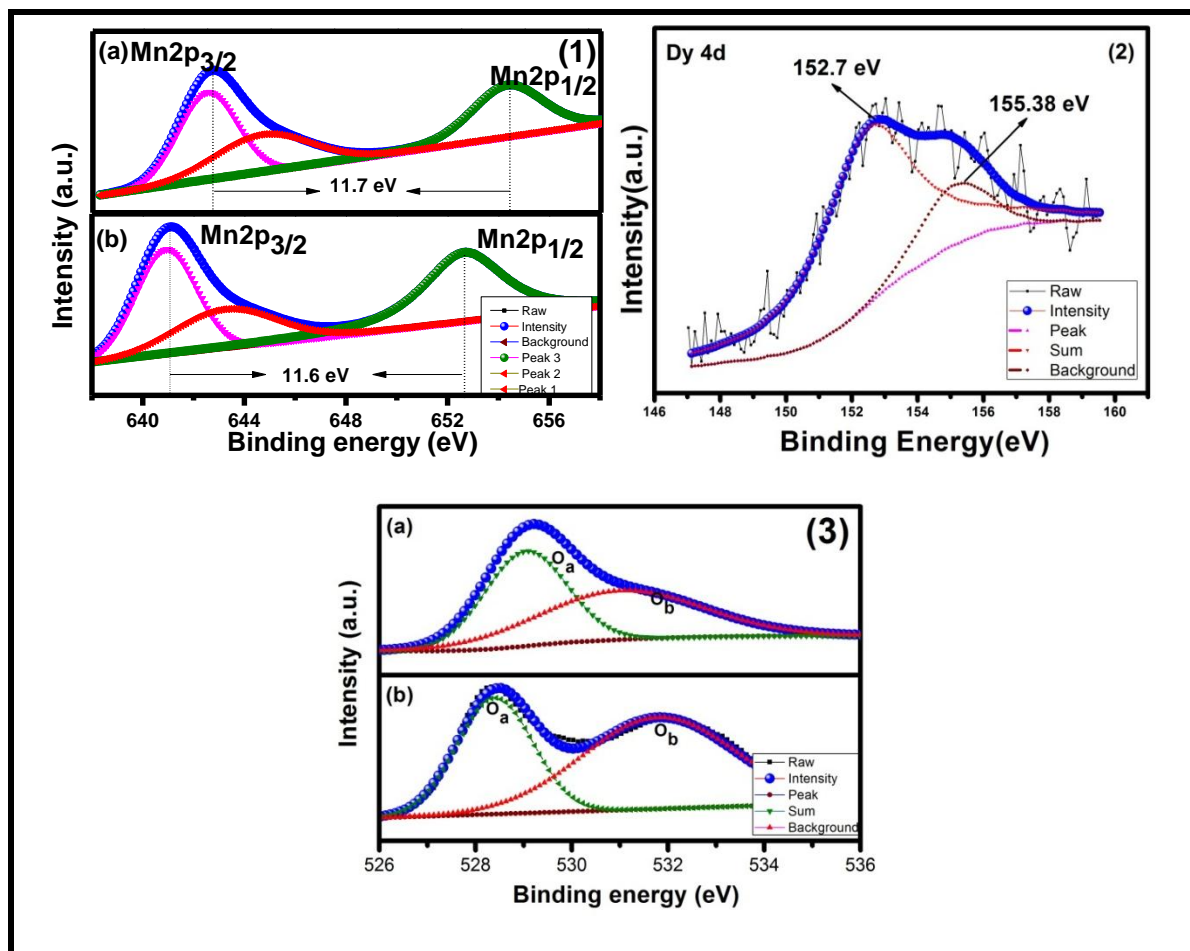 (a) Mn2p3/2 (1)
Mn2p1/2
11.7 eV
(b) Mn2p3/2 Mn2p1/2
11.6 eV
Raw
Intensity
Background
Peak 3
Peak 2
Peak 1
Intensity (a.u.)
640 644 648 652 656
Binding energy (eV)
Dy 4d (2)
152.7 eV
155.38 eV
Raw
Intensity
Peak
Sum
Background
Intensity(a.u.)
146 148 150 152 154 156 158 160
Binding Energy(eV)
(a) (3)
Oa
Ob
(b)
Oa
Ob
Raw
Intensity
Peak
Sum
Background
Intensity (a.u.)
526 528 530 532 534 536
Binding energy (eV)